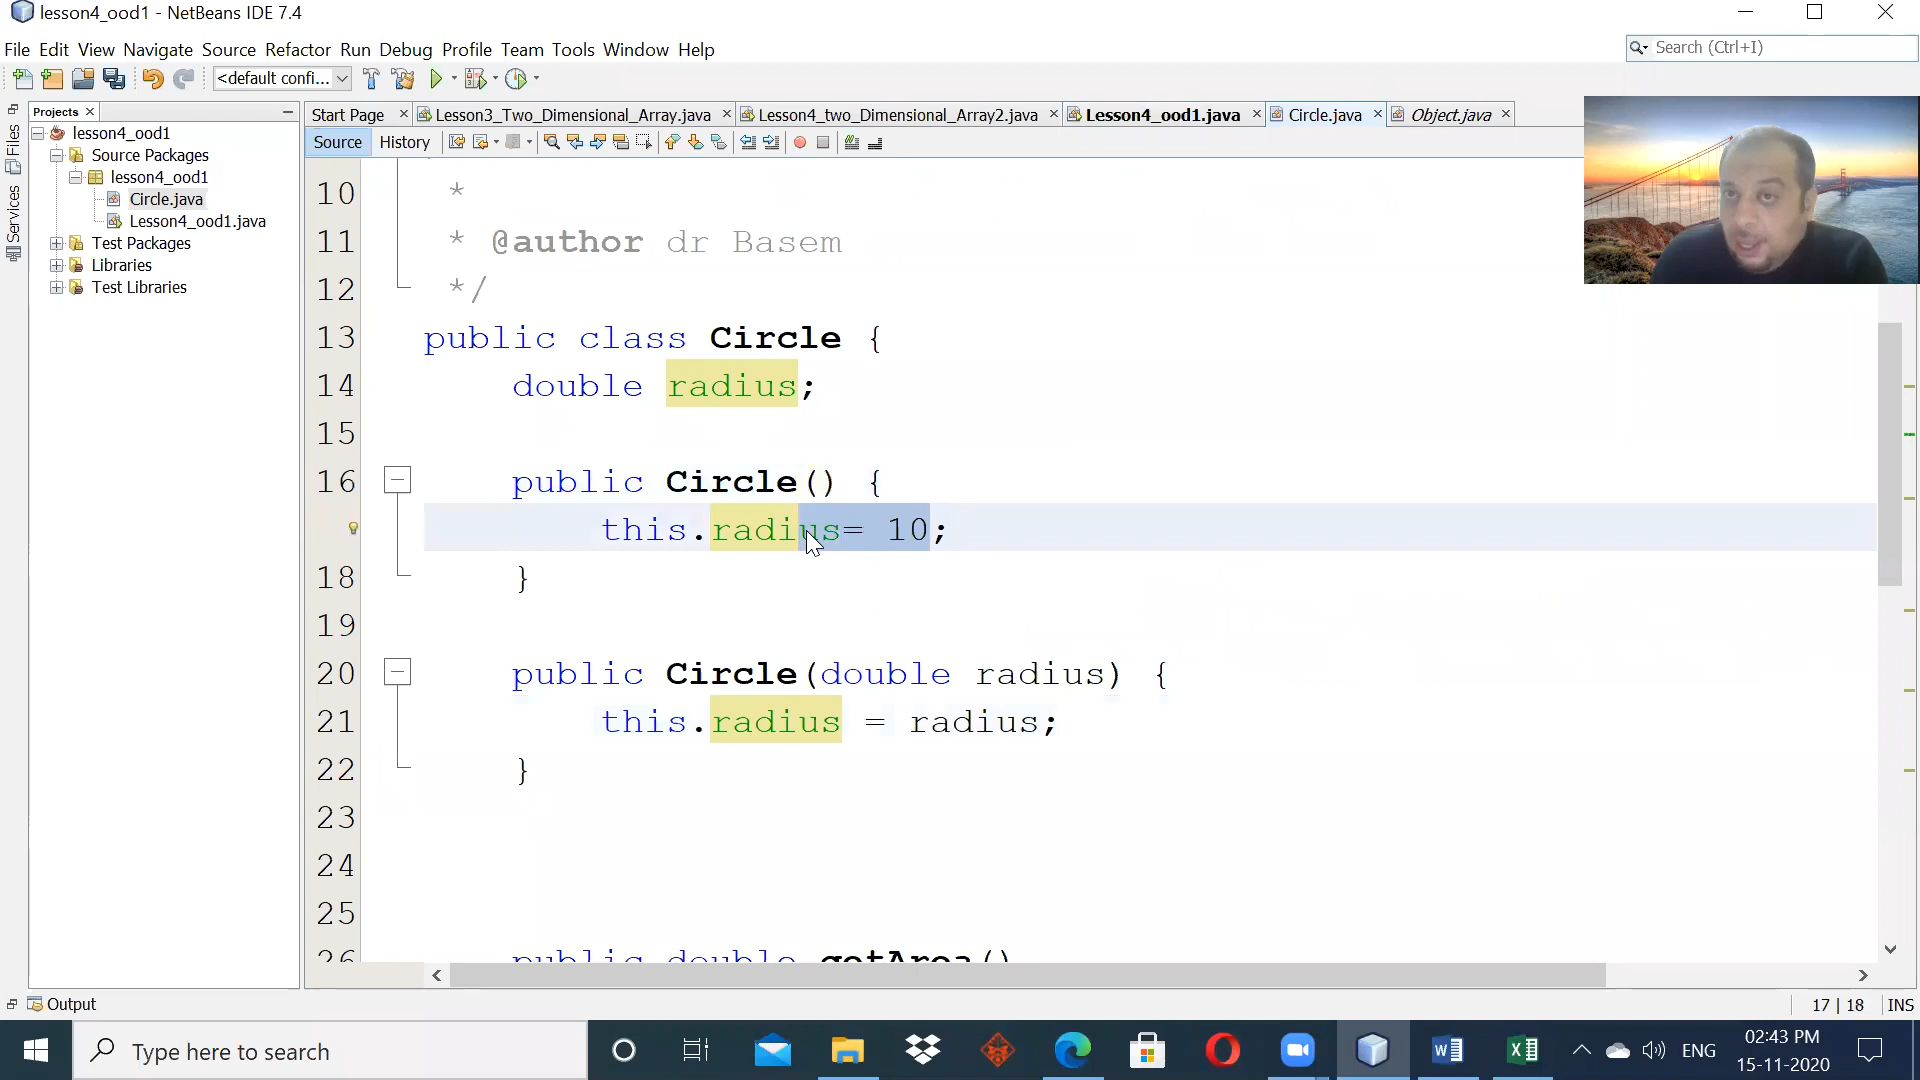 lesson4_ood1 - NetBeans IDE 7.4
File Edit View Navigate Source Refactor Run Debug Profile Team Tools Window Help
Search (Ctrl+I)
<default confi...
Projects
Start Page
Lesson3_Two_Dimensional_Array.java
Lesson4_two_Dimensional_Array2.java
Lesson4_ood1.java
Circle.java
Object.java
Files
Services
lesson4_ood1
Source Packages
lesson4_ood1
Circle.java
Lesson4_ood1.java
Test Packages
Libraries
Test Libraries
Source History
10 *
11 * @author dr Basem
12 */
13 public class Circle {
14 double radius;
15
16 public Circle() {
this.radius= 10;
18 }
19
20 public Circle(double radius) {
21 this.radius = radius;
22 }
23
24
25
26 public double getArea()
Output
17 | 18 INS
Type here to search
ENG
02:43 PM
15-11-2020